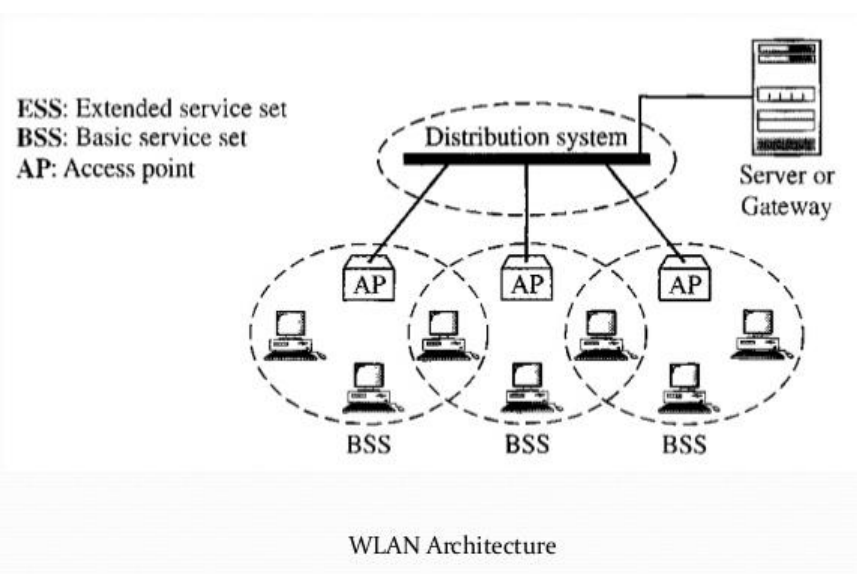 ESS: Extended service set
BSS: Basic service set
AP: Access point
Distribution system
Server or
Gateway
AP
AP
AP
BSS
BSS
BSS
WLAN Architecture